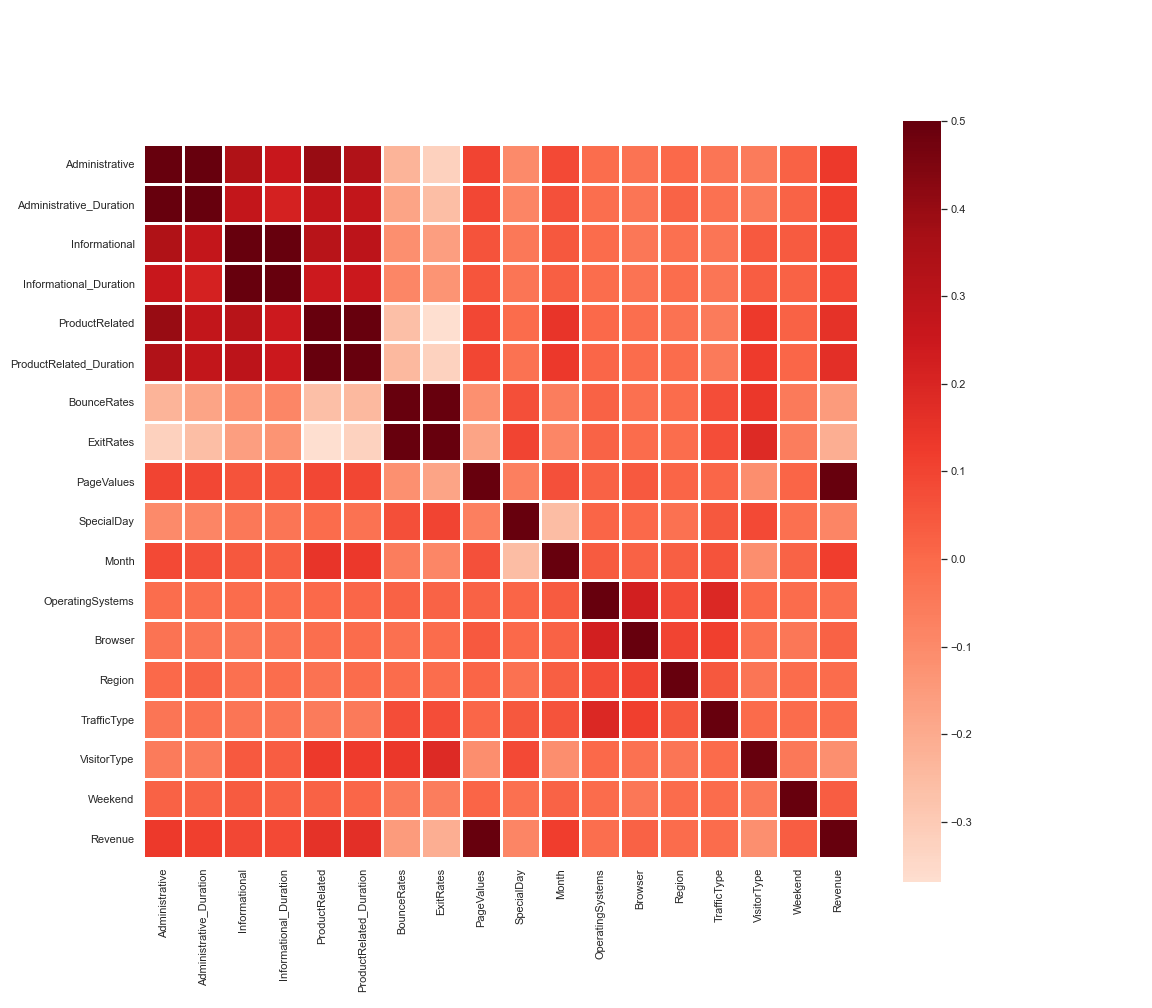 Administrative
Administrative_Duration
Informational
Informational_Duration
ProductRelated
ProductRelated_Duration
BounceRates
ExitRates
PageValues
SpecialDay
Month
OperatingSystems
Browser
Region
TrafficType
VisitorType
Weekend
Revenue
Administrative
Administrative_Duration
Informational
Informational_Duration
ProductRelated
ProductRelated_Duration
BounceRates
ExitRates
PageValues
SpecialDay
Month
OperatingSystems
Browser
Region
TrafficType
VisitorType
Weekend
Revenue
0.5
0.4
0.3
0.2
0.1
0.0
−0.1
−0.2
−0.3